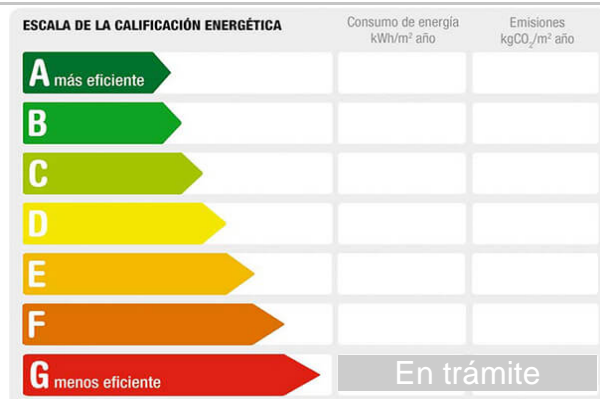 ESCALA DE LA CALIFICACIÓN ENERGÉTICA
Consumo de energía
kWh/m² año
Emisiones
kgCO₂/m² año
A más eficiente
B
C
D
E
F
G menos eficiente
En trámite